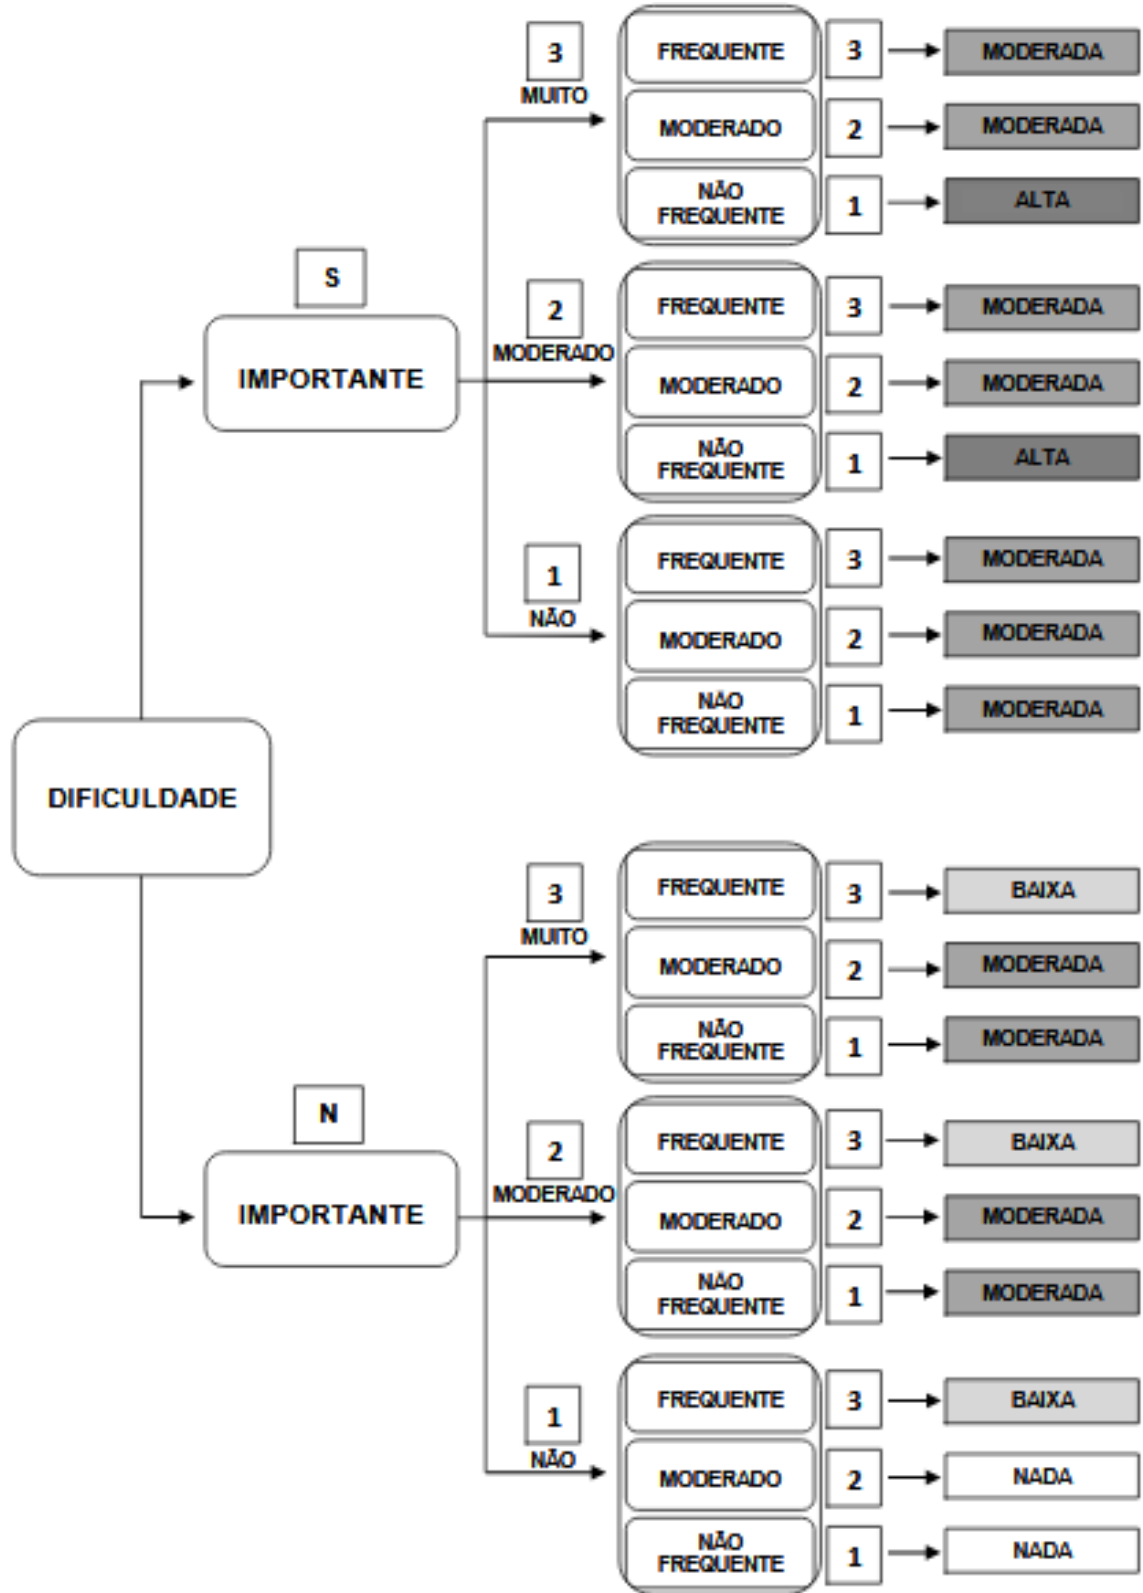 3
MUITO
FREQUENTE 3 MODERADA
MODERADO 2 MODERADA
NÃO
FREQUENTE 1 ALTA
S
IMPORTANTE
2
MODERADO
FREQUENTE 3 MODERADA
MODERADO 2 MODERADA
NÃO
FREQUENTE 1 ALTA
1
NÃO
FREQUENTE 3 MODERADA
MODERADO 2 MODERADA
NÃO
FREQUENTE 1 MODERADA
DIFICULDADE
3
MUITO
FREQUENTE 3 BAIXA
MODERADO 2 MODERADA
NÃO
FREQUENTE 1 MODERADA
N
IMPORTANTE
2
MODERADO
FREQUENTE 3 BAIXA
MODERADO 2 MODERADA
NÃO
FREQUENTE 1 MODERADA
1
NÃO
FREQUENTE 3 BAIXA
MODERADO 2 NADA
NÃO
FREQUENTE 1 NADA